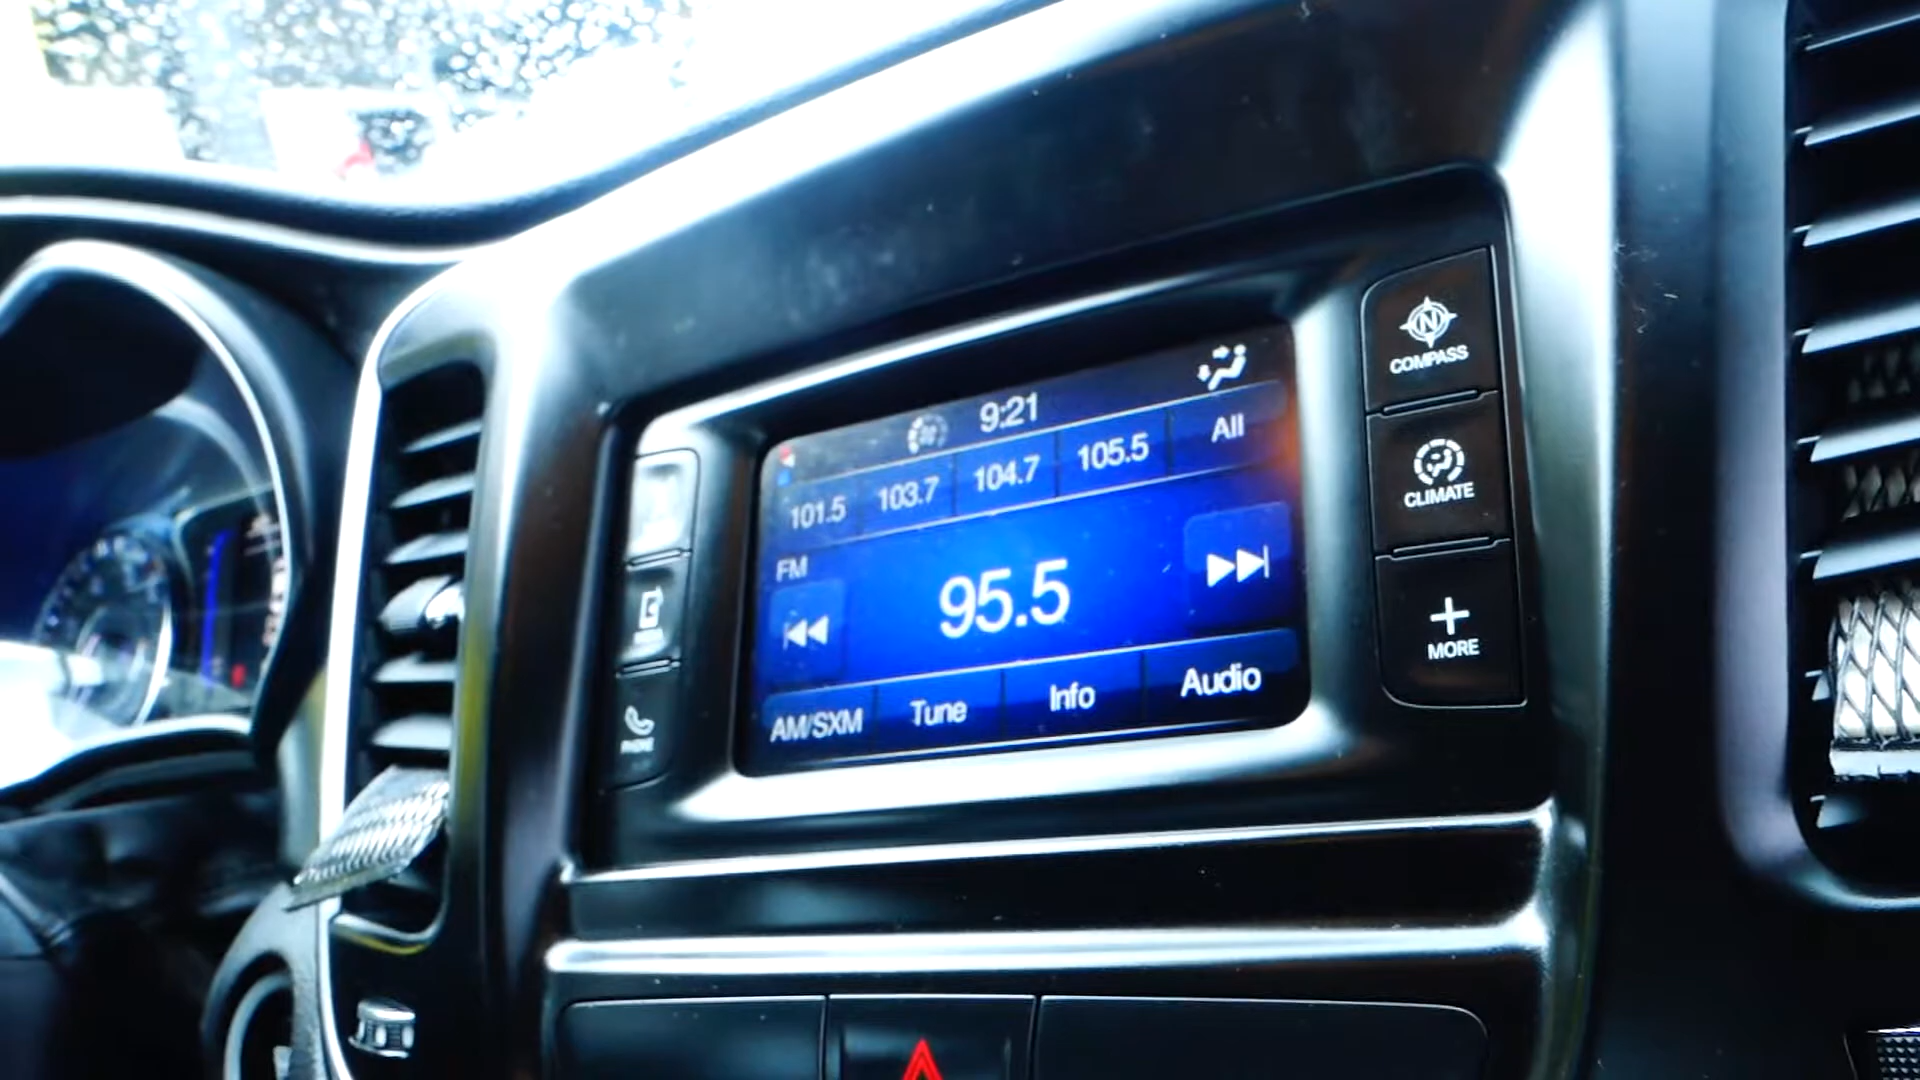 9:21
101.5 103.7 104.7 105.5 All
FM
95.5
AM/SXM Tune Info Audio
PHONE
N
COMPASS
CLIMATE
MORE